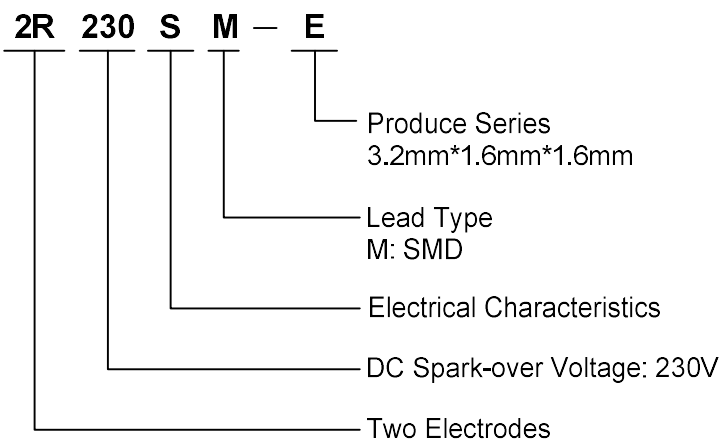 2R 230 S M — E
Produce Series
3.2mm*1.6mm*1.6mm
Lead Type
M: SMD
Electrical Characteristics
DC Spark-over Voltage: 230V
Two Electrodes